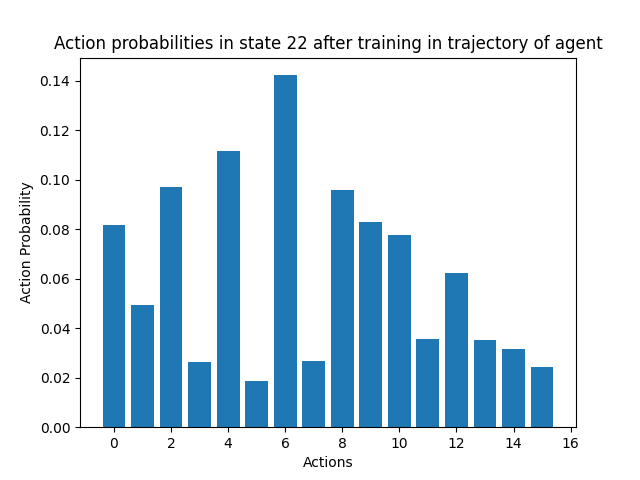 Action probabilities in state 22 after training in trajectory of agent
0.14
0.12
0.10
0.08
0.06
0.04
0.02
0.00
Action Probability
0 2 4 6 8 10 12 14 16
Actions